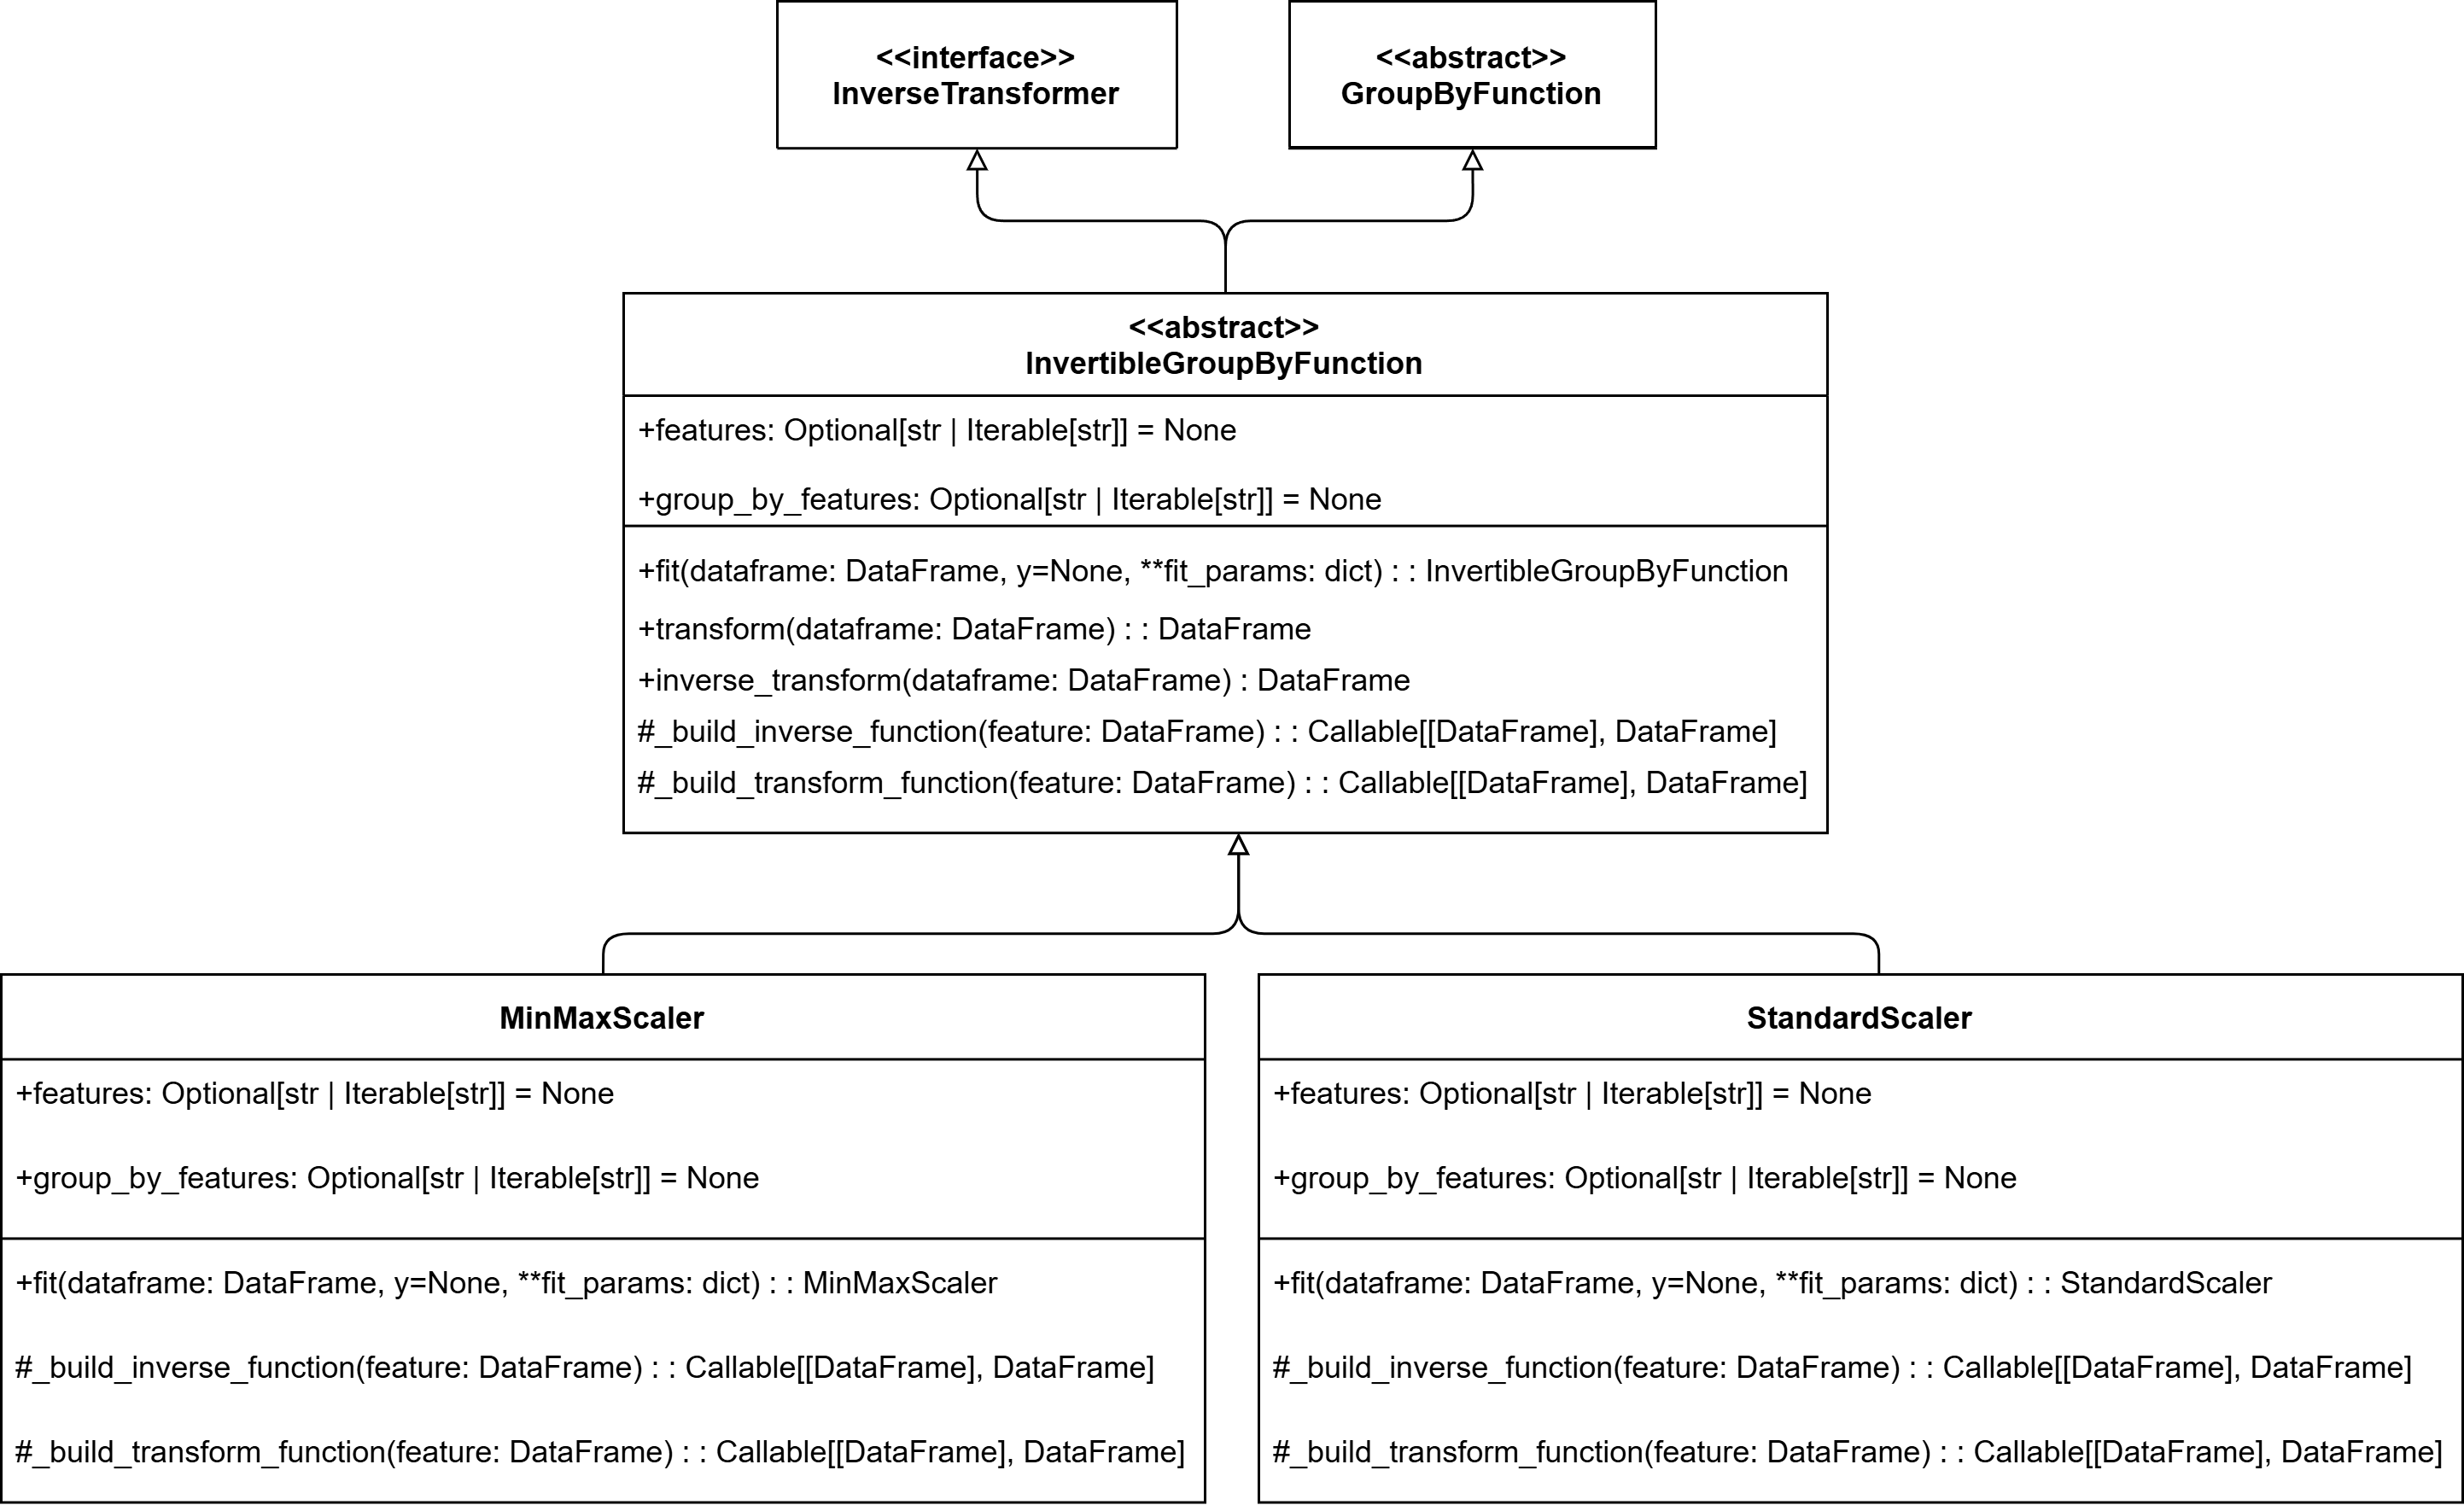 <<interface>>
InverseTransformer
<<abstract>>
GroupByFunction
<<abstract>>
InvertibleGroupByFunction
+features: Optional[str | Iterable[str]] = None
+group_by_features: Optional[str | Iterable[str]] = None
+fit(dataframe: DataFrame, y=None, **fit_params: dict) : : InvertibleGroupByFunction
+transform(dataframe: DataFrame) : : DataFrame
+inverse_transform(dataframe: DataFrame) : DataFrame
#_build_inverse_function(feature: DataFrame) : : Callable[[DataFrame], DataFrame]
#_build_transform_function(feature: DataFrame) : : Callable[[DataFrame], DataFrame]
MinMaxScaler
+features: Optional[str | Iterable[str]] = None
+group_by_features: Optional[str | Iterable[str]] = None
+fit(dataframe: DataFrame, y=None, **fit_params: dict) : : MinMaxScaler
#_build_inverse_function(feature: DataFrame) : : Callable[[DataFrame], DataFrame]
#_build_transform_function(feature: DataFrame) : : Callable[[DataFrame], DataFrame]
StandardScaler
+features: Optional[str | Iterable[str]] = None
+group_by_features: Optional[str | Iterable[str]] = None
+fit(dataframe: DataFrame, y=None, **fit_params: dict) : : StandardScaler
#_build_inverse_function(feature: DataFrame) : : Callable[[DataFrame], DataFrame]
#_build_transform_function(feature: DataFrame) : : Callable[[DataFrame], DataFrame]